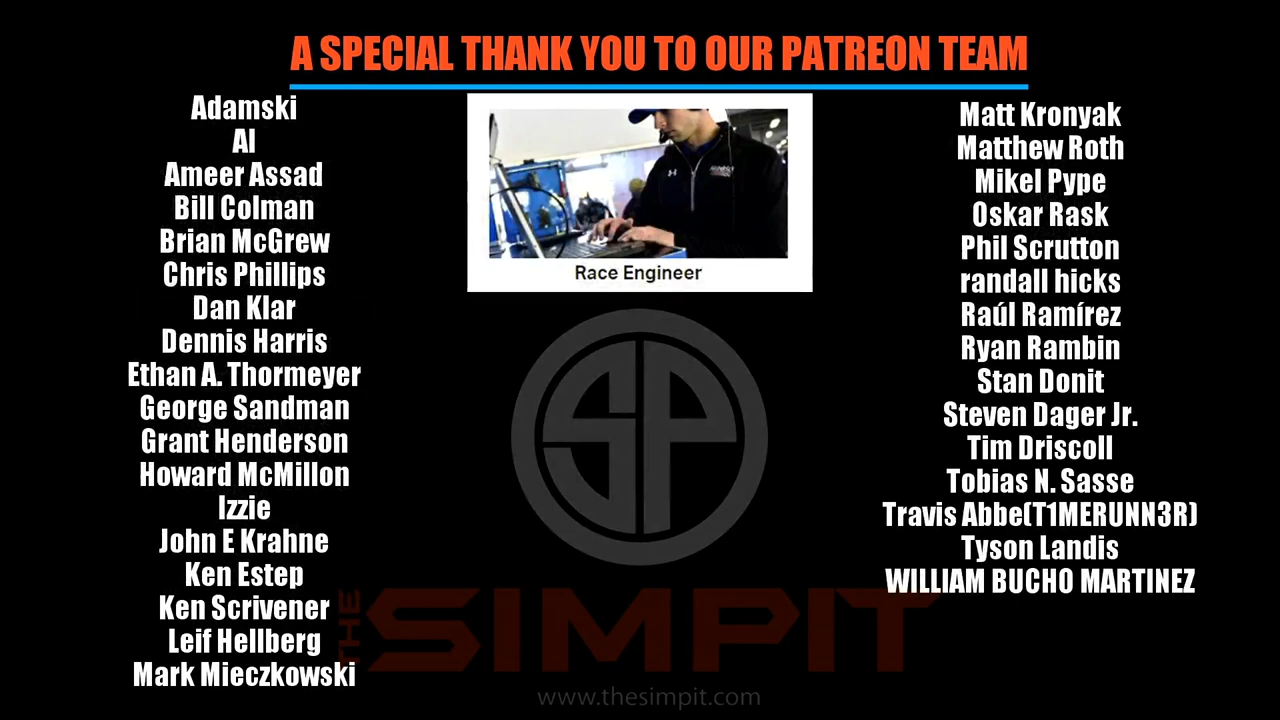 A SPECIAL THANK YOU TO OUR PATREON TEAM
Adamski
Al
Ameer Assad
Bill Colman
Brian McGrew
Chris Phillips
Dan Klar
Dennis Harris
Ethan A. Thormeyer
George Sandman
Grant Henderson
Howard McMillon
Izzie
John E Krahne
Ken Estep
Ken Scrivener
Leif Hellberg
Mark Mieczkowski
Race Engineer
SP
THE SIMPIT
www.thesimpit.com
Matt Kronyak
Matthew Roth
Mikel Pype
Oskar Rask
Phil Scrutton
randall hicks
Raúl Ramírez
Ryan Rambin
Stan Donit
Steven Dager Jr.
Tim Driscoll
Tobias N. Sasse
Travis Abbe(T1MERUNN3R)
Tyson Landis
WILLIAM BUCHO MARTINEZ